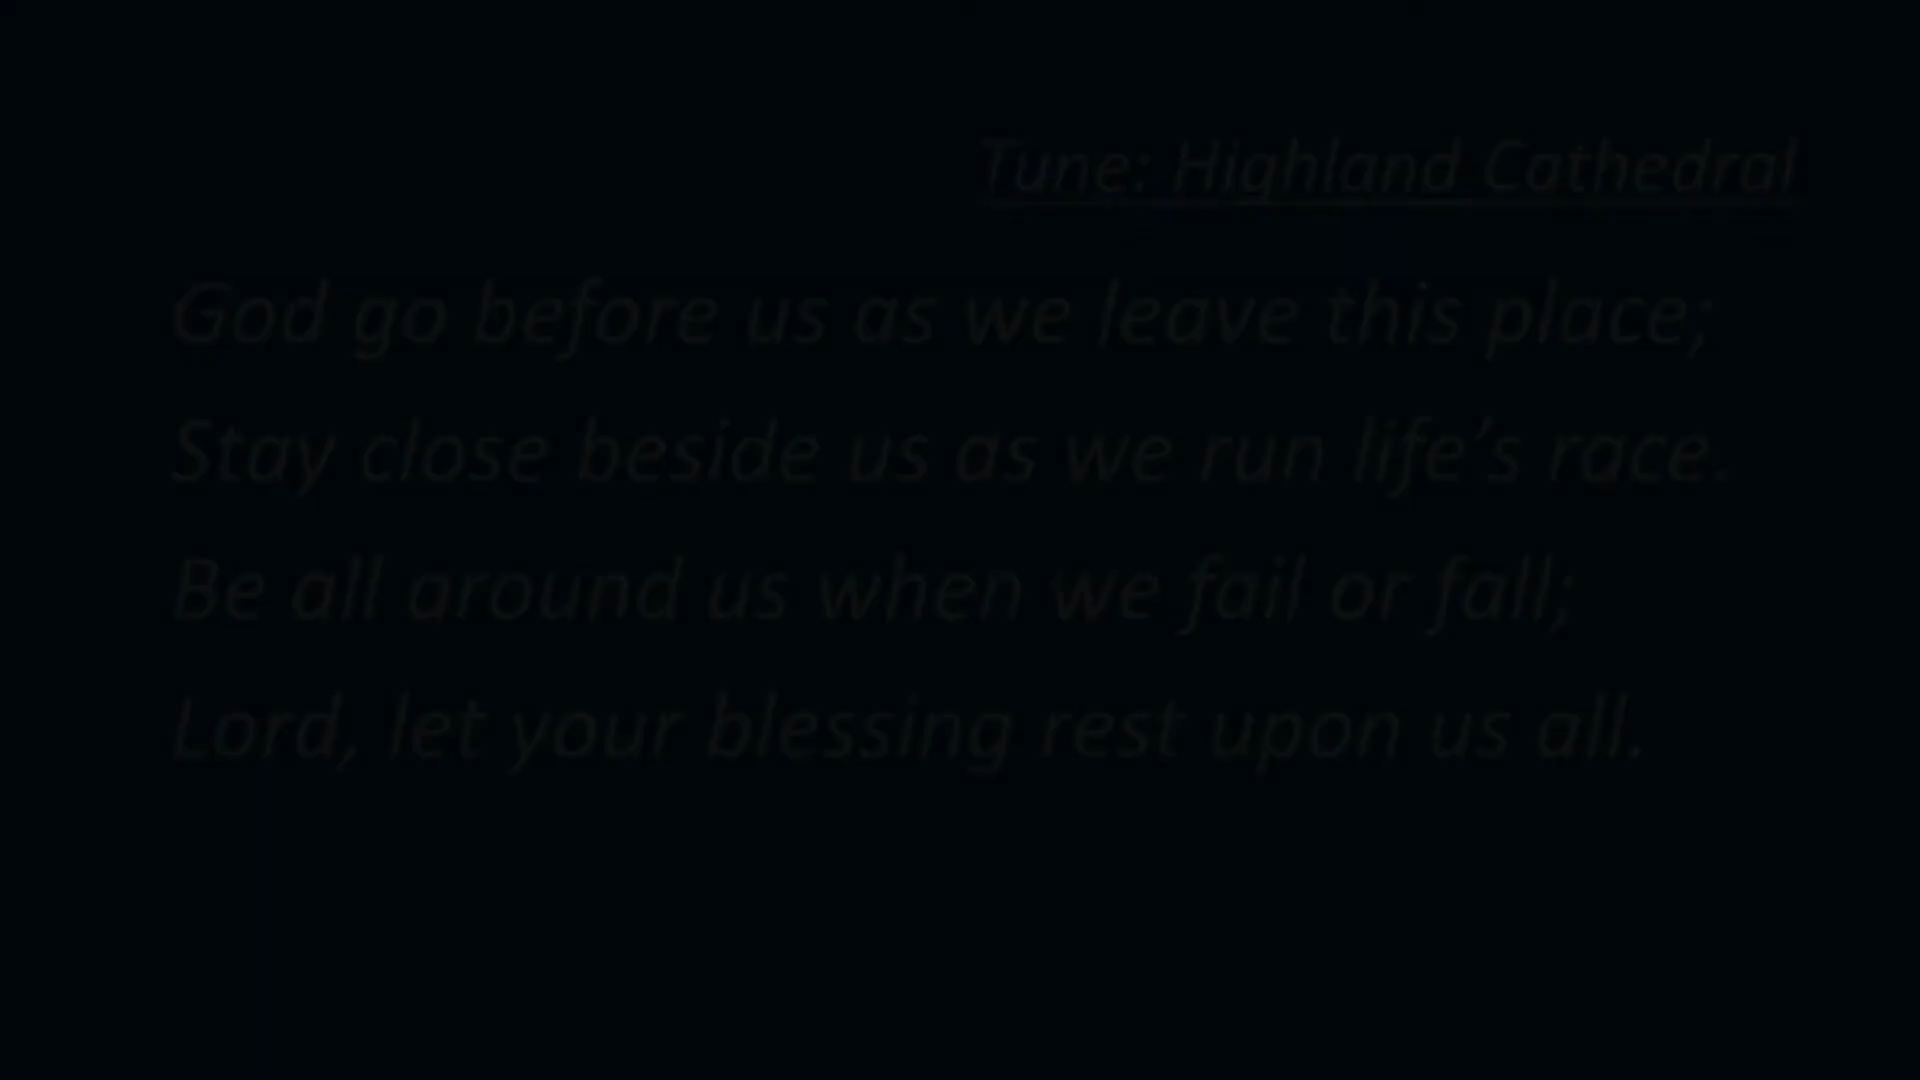 Tune: Highland Cathedral
God go before us as we leave this place;
Stay close beside us as we run life’s race.
Be all around us when we fail or fall;
Lord, let your blessing rest upon us all.